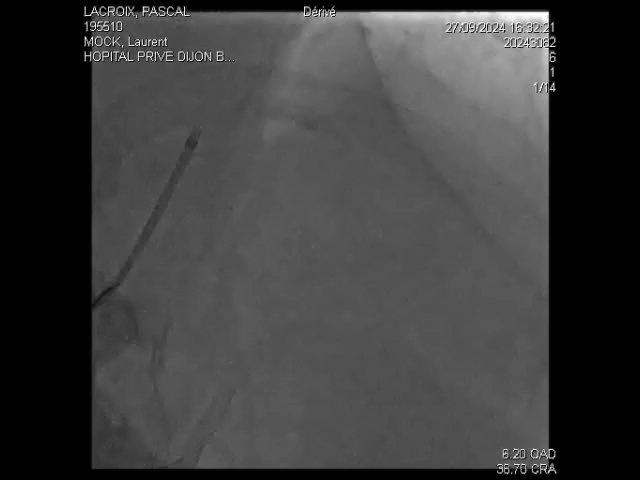 LACROIX, PASCAL
Dérivé
27/09/2024 16:32:21
195510
20243082
MOCK, Laurent
6
HOPITAL PRIVE DIJON B...
1
1/14
6.20 OAD
36.70 CRA